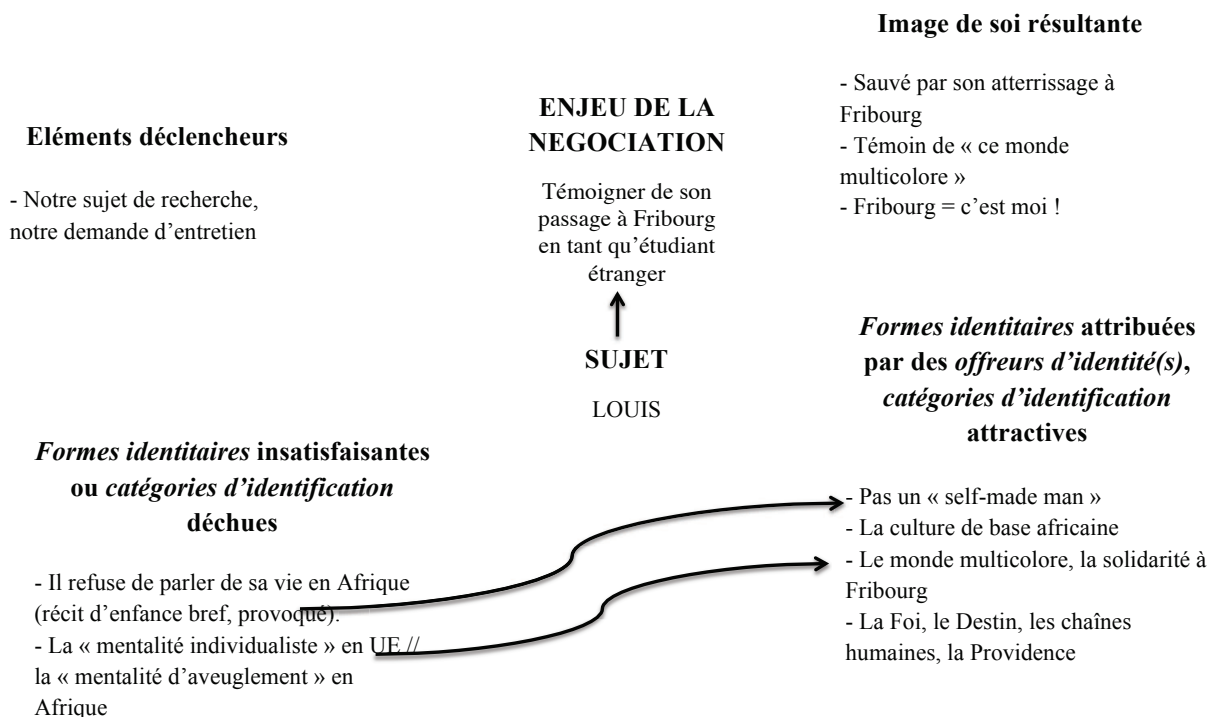 Image de soi résultante
- Sauvé par son atterrissage à
Fribourg
- Témoin de « ce monde
multicolore »
- Fribourg = c’est moi !
ENJEU DE LA
NEGOCIATION
Témoigner de son
passage à Fribourg
en tant qu’étudiant
étranger
Eléments déclencheurs
- Notre sujet de recherche,
notre demande d’entretien
SUJET
LOUIS
Formes identitaires attribuées
par des offreurs d’identité(s),
catégories d’identification
attractives
- Pas un « self-made man »
- La culture de base africaine
- Le monde multicolore, la solidarité à
Fribourg
- La Foi, le Destin, les chaînes
humaines, la Providence
Formes identitaires insatisfaisantes
ou catégories d’identification
déchues
- Il refuse de parler de sa vie en Afrique
(récit d’enfance bref, provoqué).
- La « mentalité individualiste » en UE //
la « mentalité d’aveuglement » en
Afrique